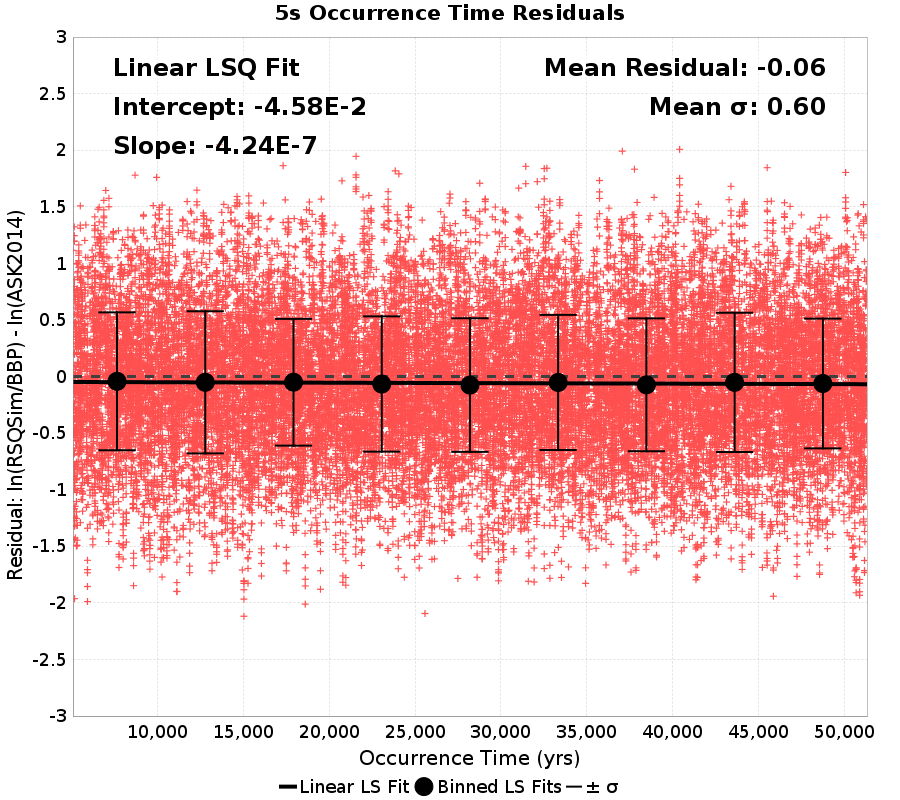 5s Occurrence Time Residuals
Linear LSQ Fit
Intercept: -4.58E-2
Slope: -4.24E-7
Mean Residual: -0.06
Mean σ: 0.60
Residual: ln(RSQSim/BBP) - ln(ASK2014)
3
2.5
2
1.5
1
0.5
0
-0.5
-1
-1.5
-2
-2.5
-3
10,000 15,000 20,000 25,000 30,000 35,000 40,000 45,000 50,000
Occurrence Time (yrs)
Linear LS Fit Binned LS Fits ± σ